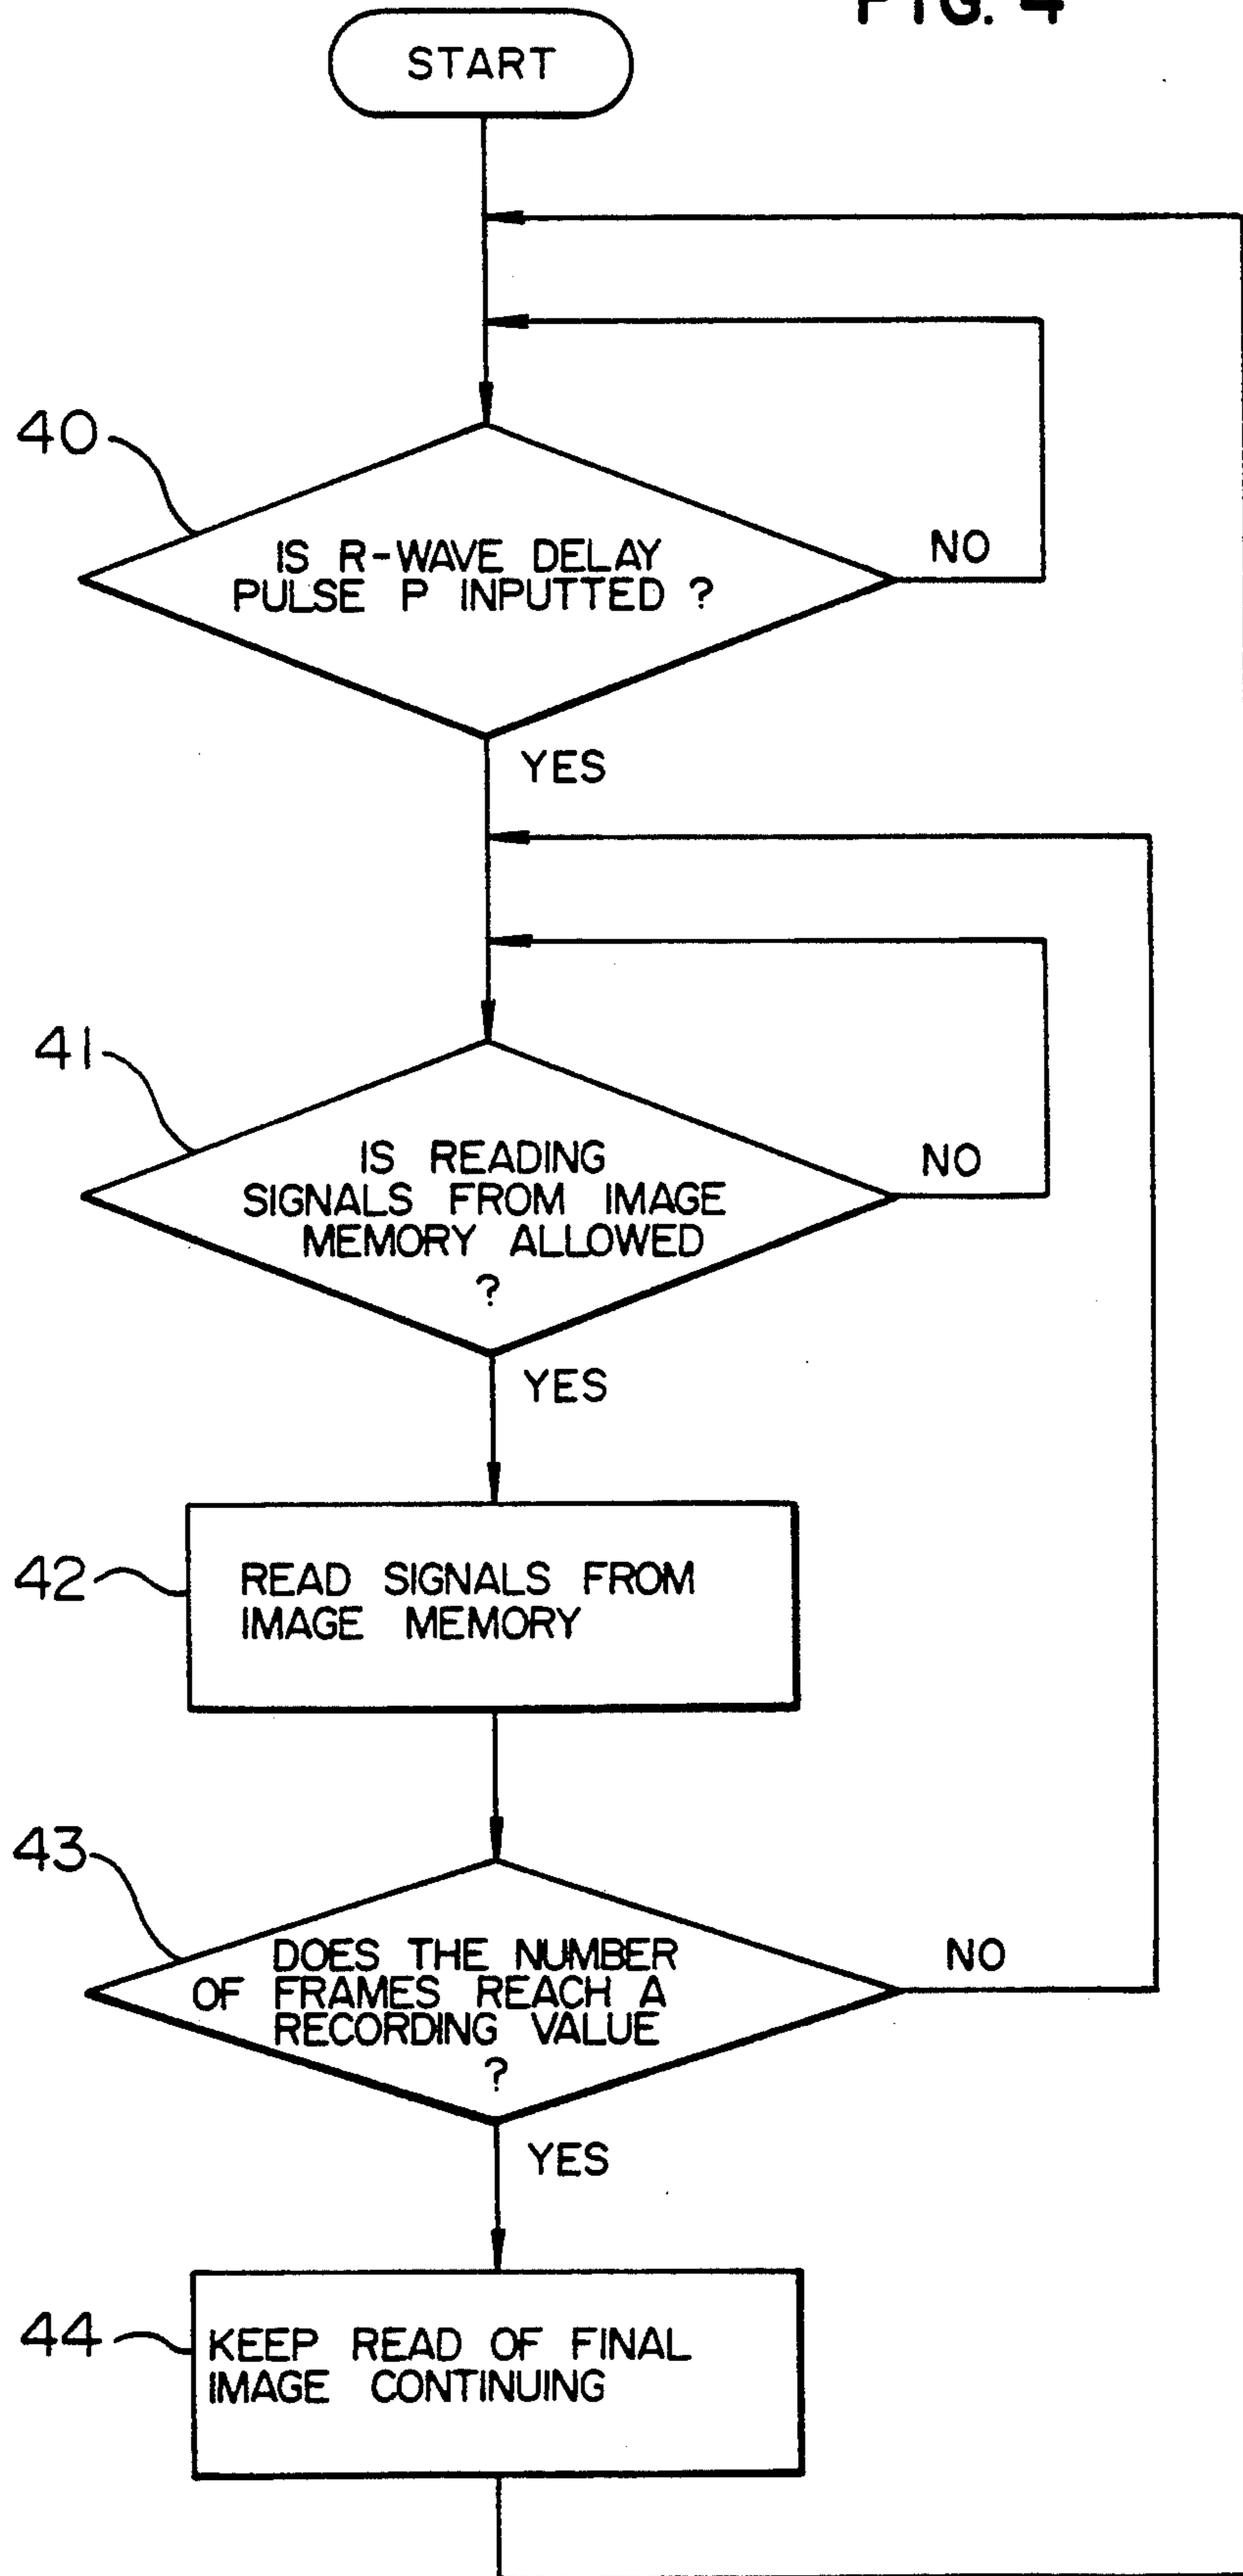 FIG. 4
START
40
IS R-WAVE DELAY
PULSE P INPUTTED ?
NO
YES
41
IS READING
SIGNALS FROM IMAGE
MEMORY ALLOWED
?
NO
YES
42
READ SIGNALS FROM
IMAGE MEMORY
43
DOES THE NUMBER
OF FRAMES REACH A
RECORDING VALUE
?
NO
YES
44
KEEP READ OF FINAL
IMAGE CONTINUING